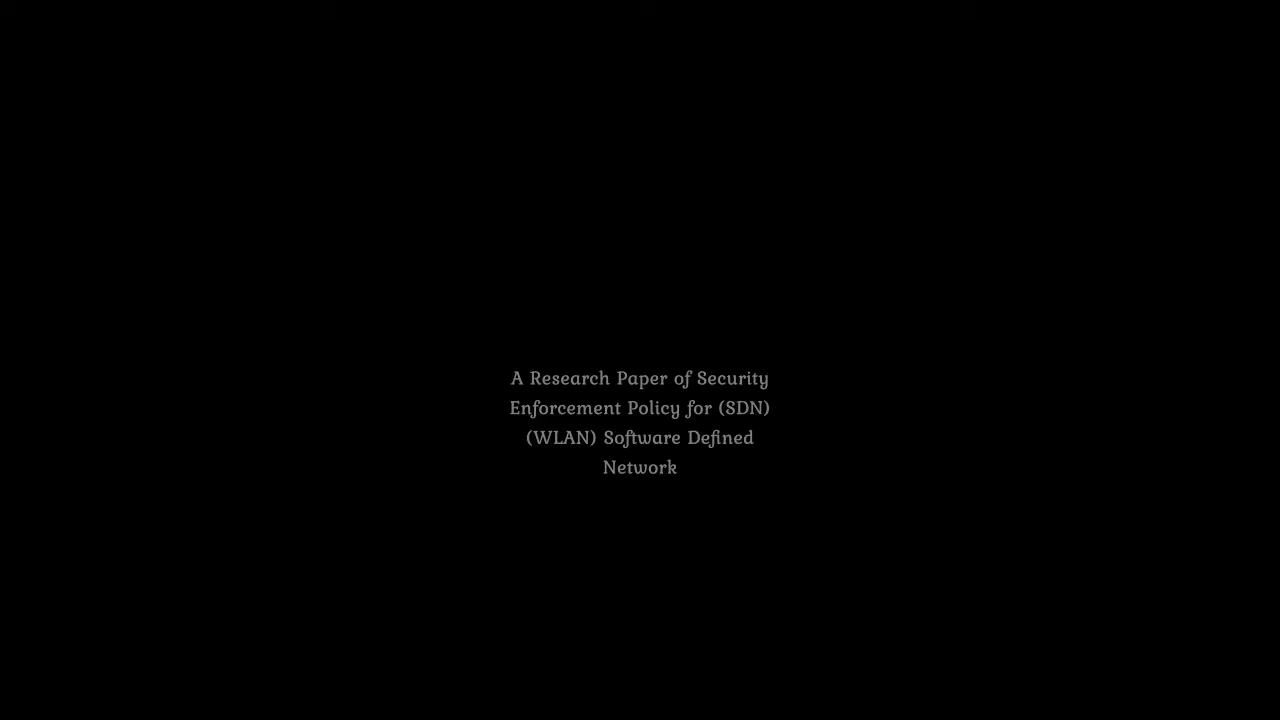 A Research Paper of Security
Enforcement Policy for (SDN)
(WLAN) Software Defined
Network